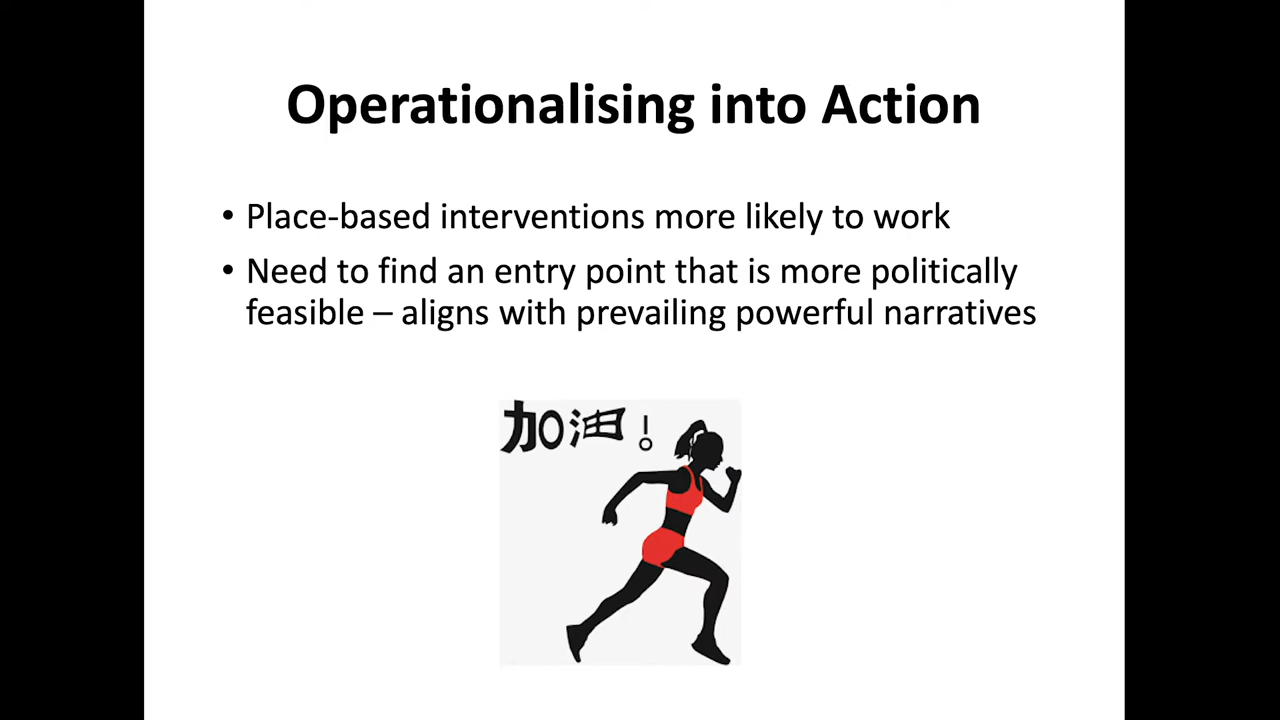 Operationalising into Action
• Place-based interventions more likely to work
• Need to find an entry point that is more politically
feasible – aligns with prevailing powerful narratives
加油!